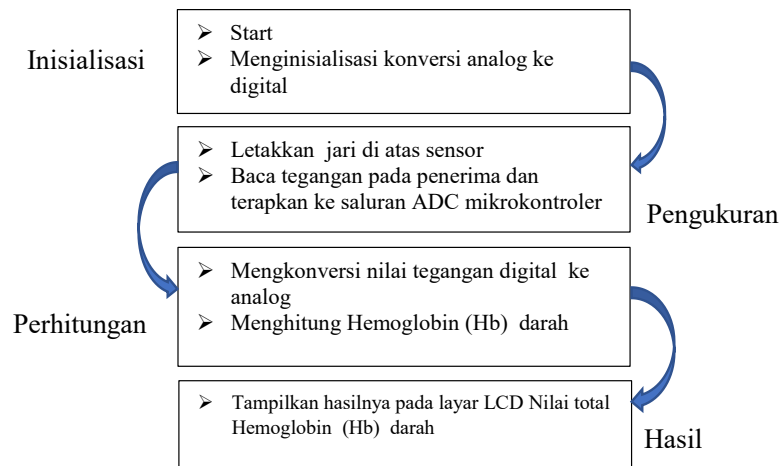 Inisialisasi
➢ Start
➢ Menginisialisasi konversi analog ke
digital
➢ Letakkan jari di atas sensor
➢ Baca tegangan pada penerima dan
terapkan ke saluran ADC mikrokontroler
Pengukuran
Perhitungan
➢ Mengkonversi nilai tegangan digital ke
analog
➢ Menghitung Hemoglobin (Hb) darah
➢ Tampilkan hasilnya pada layar LCD Nilai total
Hemoglobin (Hb) darah
Hasil